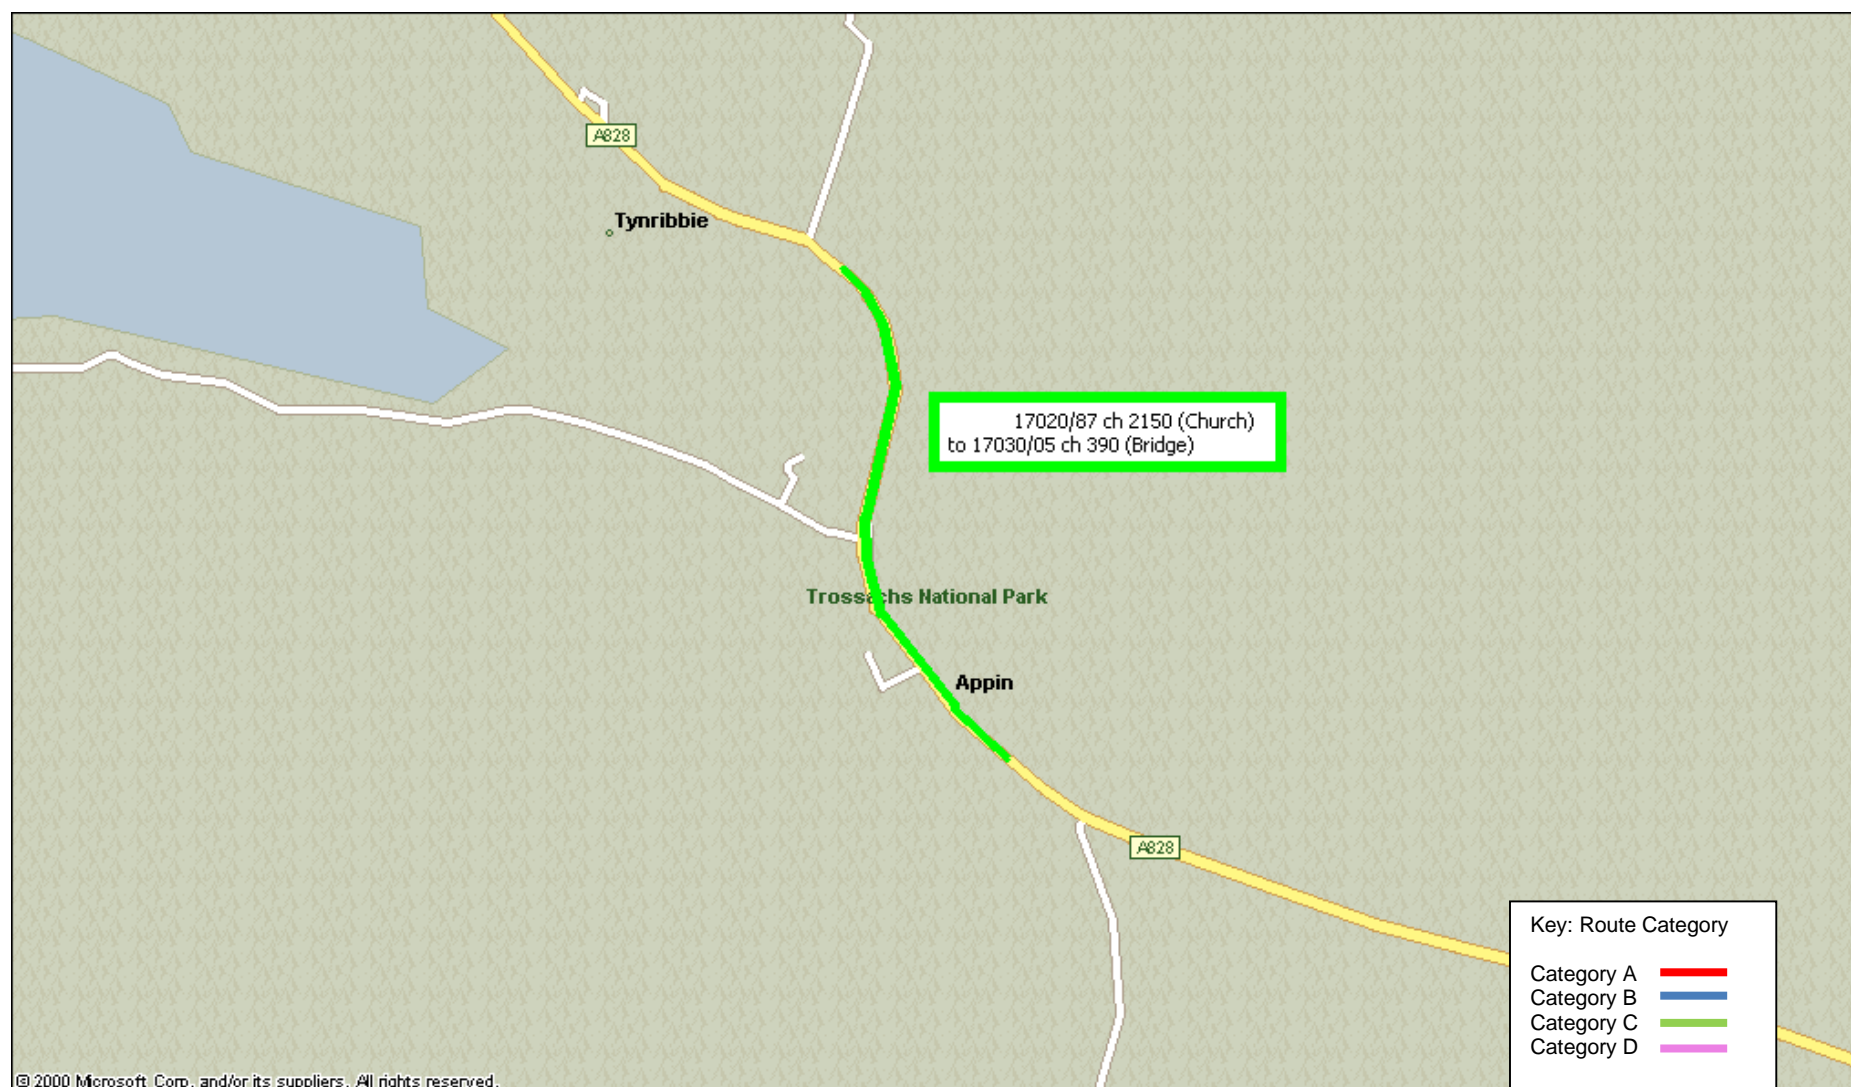 A828
Tynribbie
17020/87 ch 2150 (Church)
to 17030/05 ch 390 (Bridge)
Trossachs National Park
Appin
A828
Key: Route Category
Category A
Category B
Category C
Category D
© 2000 Microsoft Corp. and/or its suppliers. All rights reserved.